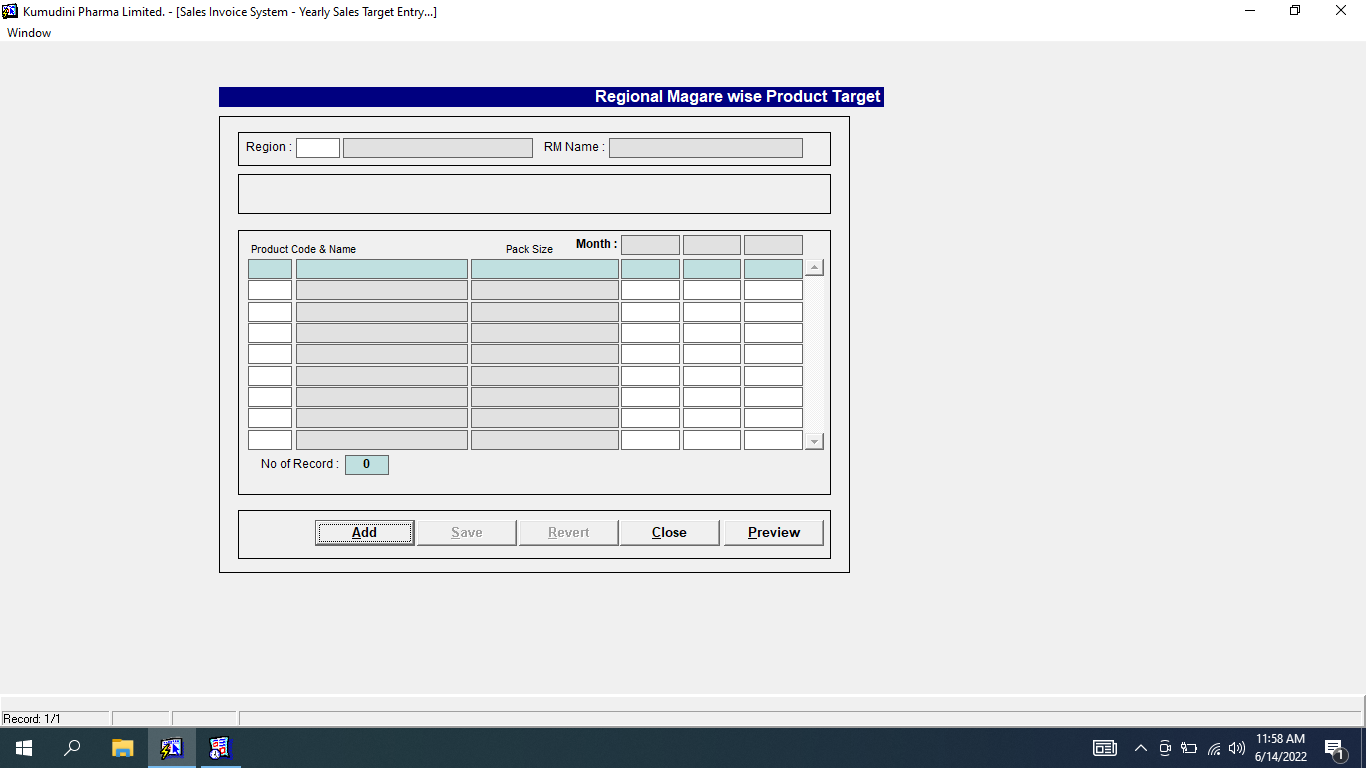 Kumudini Pharma Limited. - [Sales Invoice System - Yearly Sales Target Entry...]
Window
Regional Magare wise Product Target
Region :
RM Name :
Month :
Product Code & Name
Pack Size
No of Record :
0
Add
Save
Revert
Close
Preview
Record: 1/1
11:58 AM
6/14/2022
1